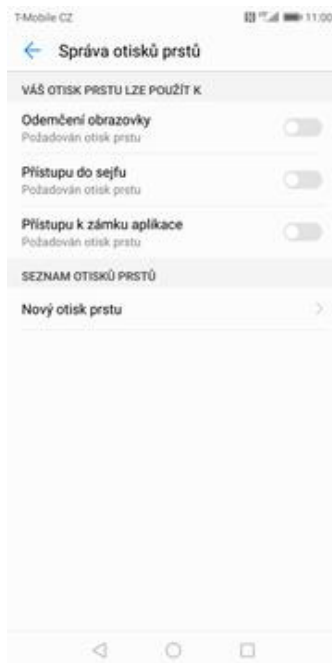 T-Mobile CZ 11:00
Správa otisků prstů
VÁŠ OTISK PRSTU LZE POUŽÍT K
Odemčení obrazovky
Požadován otisk prstu
Přístupu do sejfu
Požadován otisk prstu
Přístupu k zámku aplikace
Požadován otisk prstu
SEZNAM OTISKŮ PRSTŮ
Nový otisk prstu